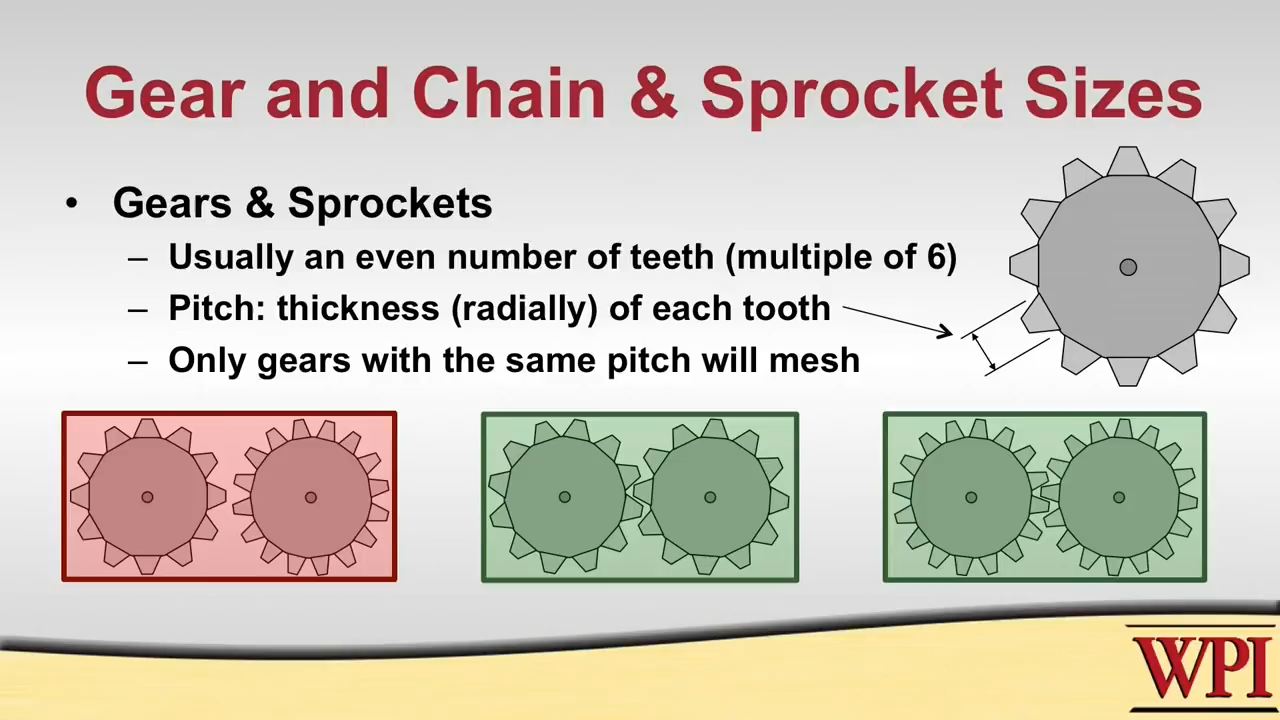 Gear and Chain & Sprocket Sizes
• Gears & Sprockets
– Usually an even number of teeth (multiple of 6)
– Pitch: thickness (radially) of each tooth
– Only gears with the same pitch will mesh
WPI